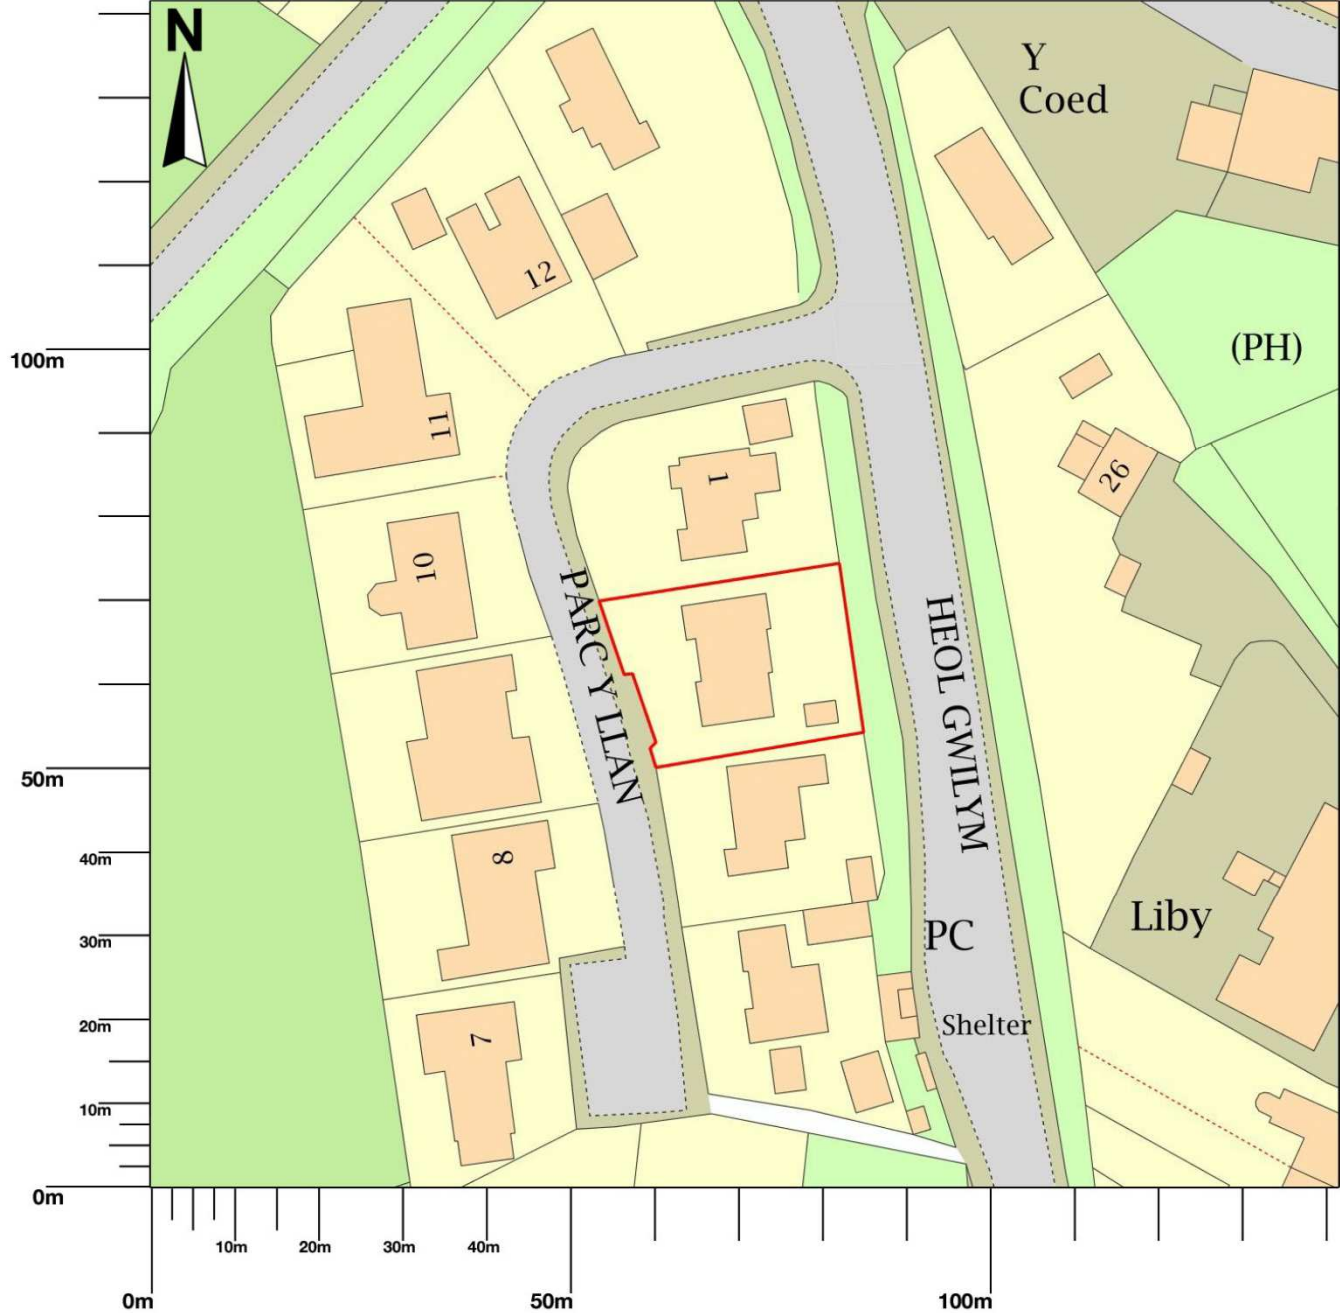 N
Y
Coed
12
(PH)
100m
11
1
26
10
PARC Y LLAN
HEOL GWILYM
50m
40m
8
Liby
30m
PC
20m
Shelter
7
10m
0m
10m 20m 30m 40m
0m 50m 100m